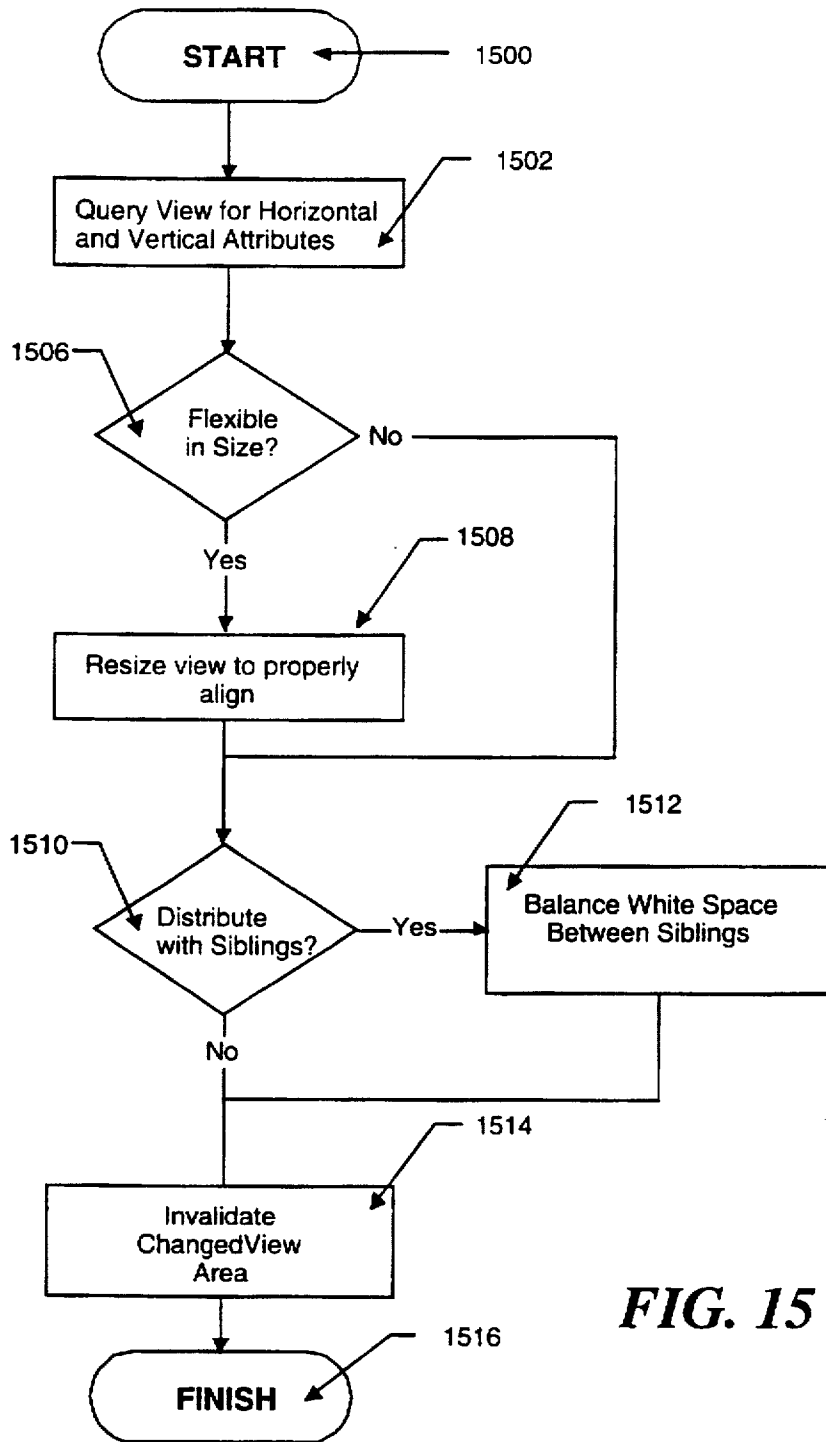 START
1500
1502
Query View for Horizontal
and Vertical Attributes
1506
Flexible
in Size?
No
Yes
1508
Resize view to properly
align
1510
Distribute
with Siblings?
Yes
1512
Balance White Space
Between Siblings
No
1514
Invalidate
ChangedView
Area
FIG. 15
1516
FINISH